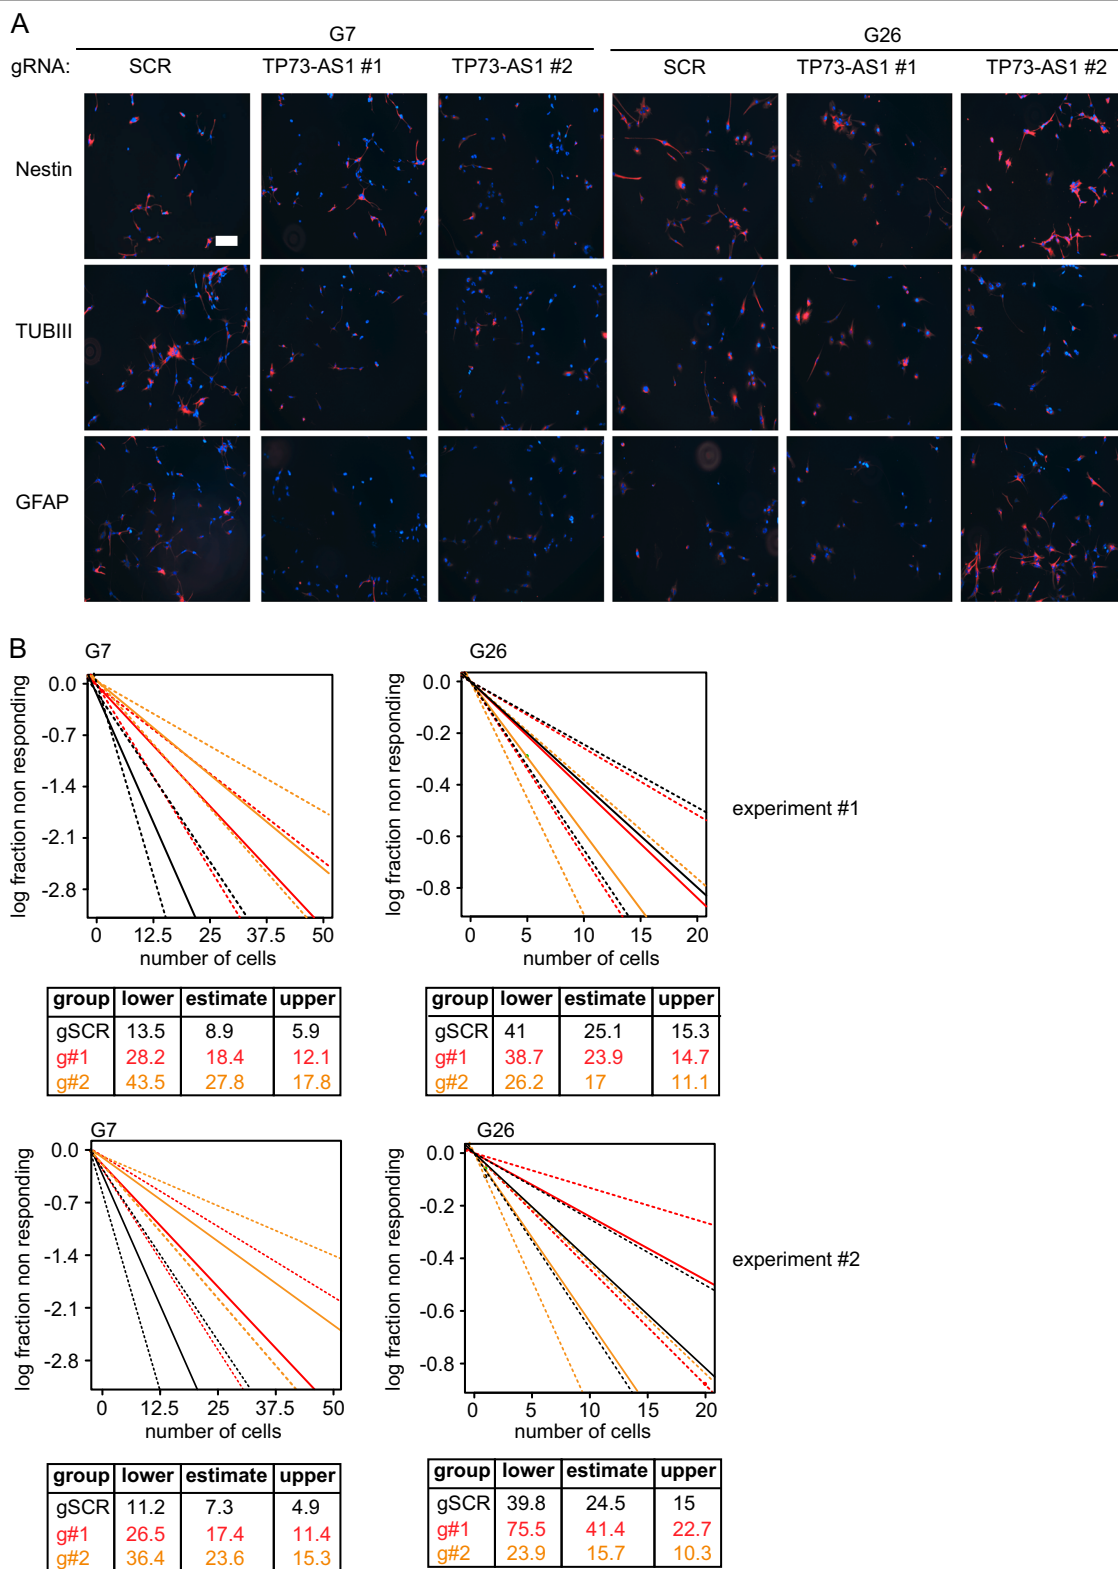 A
G7 G26
gRNA: SCR TP73-AS1 #1 TP73-AS1 #2 SCR TP73-AS1 #1 TP73-AS1 #2
Nestin
TUBIII
GFAP
B
G7
log fraction non responding
0.0
-0.7
-1.4
-2.1
-2.8
0 12.5 25 37.5 50
number of cells
G26
log fraction non responding
0.0
-0.2
-0.4
-0.6
-0.8
0 5 10 15 20
number of cells
experiment #1
group lower estimate upper
gSCR 13.5 8.9 5.9
g#1 28.2 18.4 12.1
g#2 43.5 27.8 17.8
group lower estimate upper
gSCR 41 25.1 15.3
g#1 38.7 23.9 14.7
g#2 26.2 17 11.1
G7
log fraction non responding
0.0
-0.7
-1.4
-2.1
-2.8
0 12.5 25 37.5 50
number of cells
G26
log fraction non responding
0.0
-0.2
-0.4
-0.6
-0.8
0 5 10 15 20
number of cells
experiment #2
group lower estimate upper
gSCR 11.2 7.3 4.9
g#1 26.5 17.4 11.4
g#2 36.4 23.6 15.3
group lower estimate upper
gSCR 39.8 24.5 15
g#1 75.5 41.4 22.7
g#2 23.9 15.7 10.3